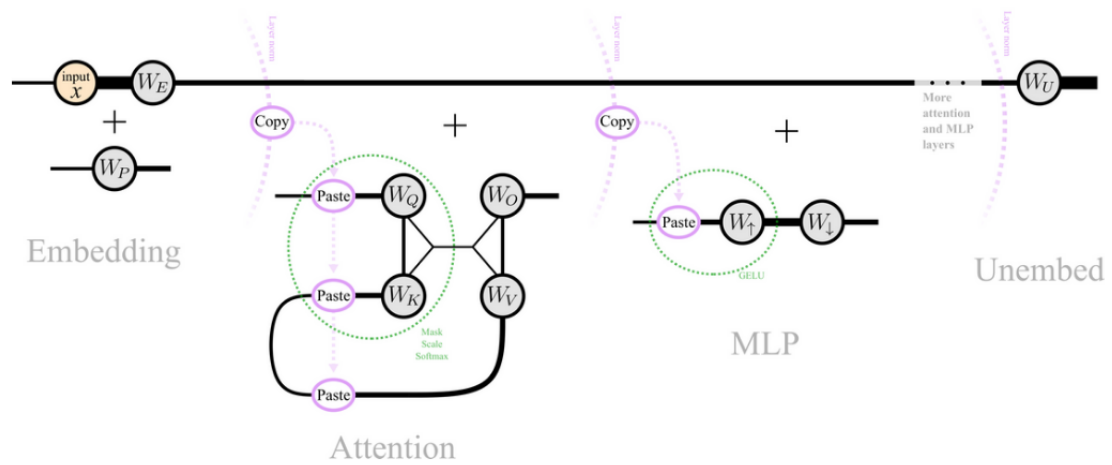 Layer norm
Layer norm
Layer norm
input
x
W_E
W_U
More
attention
and MLP
layers
Copy
+
Copy
+
+
W_P
Paste
W_Q
W_O
Paste
W_↑
W_↓
Embedding
Unembed
GELU
Paste
W_K
W_V
Mask
Scale
Softmax
MLP
Paste
Attention